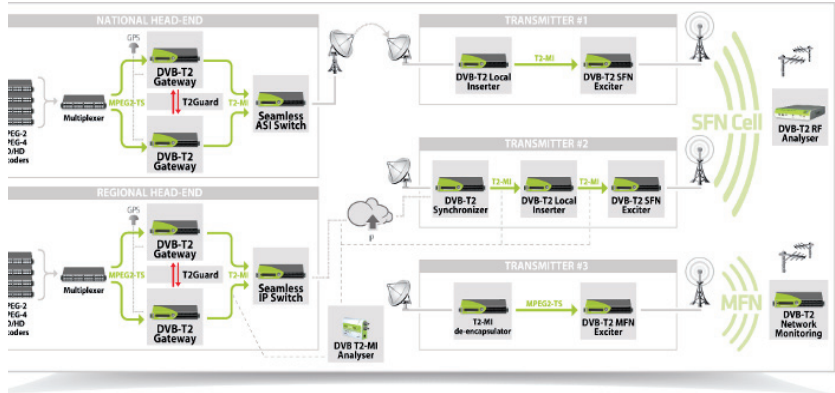 NATIONAL HEAD-END
GPS
DVB-T2
Gateway
MPEG2-TS
T2-MI
T2Guard
Multiplexer
Seamless
ASI Switch
DVB-T2
Gateway
PEG-2
PEG-4
D/HD
coders
REGIONAL HEAD-END
GPS
DVB-T2
Gateway
MPEG2-TS
T2-MI
T2Guard
Multiplexer
Seamless
IP Switch
DVB-T2
Gateway
PEG-2
PEG-4
D/HD
coders
IP
DVB T2-MI
Analyser
TRANSMITTER #1
T2-MI
DVB-T2 Local
Inserter
DVB-T2 SFN
Exciter
TRANSMITTER #2
T2-MI
T2-MI
DVB-T2
Synchronizer
DVB-T2 Local
Inserter
DVB-T2 SFN
Exciter
TRANSMITTER #3
MPEG2-TS
T2-MI
de-encapsulator
DVB-T2 MFN
Exciter
SFN Cell
DVB-T2 RF
Analyser
MFN
DVB-T2
Network
Monitoring